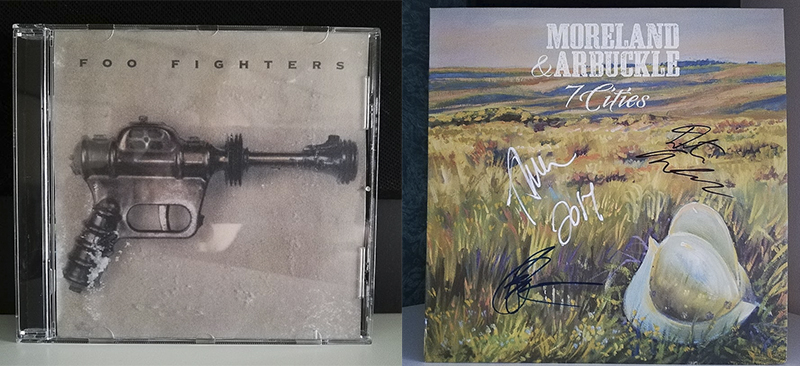 FOO FIGHTERS
MORELAND
& ARBUCKLE
7 Cities
2017